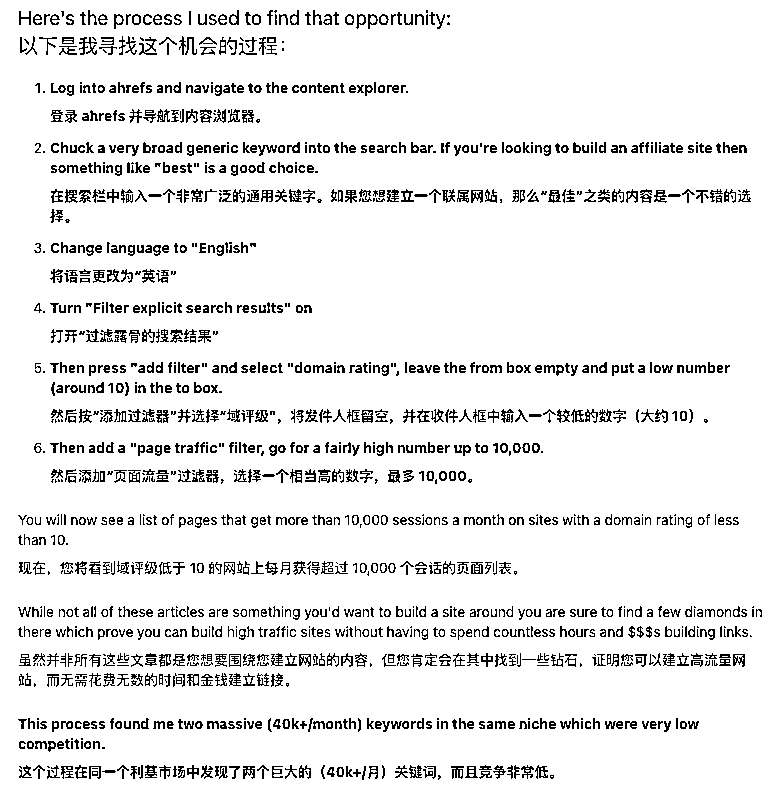 Here's the process I used to find that opportunity:
以下是我寻找这个机会的过程：
1. Log into ahrefs and navigate to the content explorer.
登录 ahrefs 并导航到内容浏览器。
2. Chuck a very broad generic keyword into the search bar. If you're looking to build an affiliate site then
something like "best" is a good choice.
在搜索栏中输入一个非常广泛的通用关键字。如果您想建立一个联属网站，那么“最佳”之类的内容是一个不错的选
择。
3. Change language to "English"
将语言更改为“英语”
4. Turn "Filter explicit search results" on
打开“过滤露骨的搜索结果”
5. Then press "add filter" and select "domain rating", leave the from box empty and put a low number
(around 10) in the to box.
然后按“添加过滤器”并选择“域评级”，将发件人框留空，并在收件人框中输入一个较低的数字（大约 10）。
6. Then add a "page traffic" filter, go for a fairly high number up to 10,000.
然后添加“页面流量”过滤器，选择一个相当高的数字，最多 10,000。
You will now see a list of pages that get more than 10,000 sessions a month on sites with a domain rating of less
than 10.
现在，您将看到域评级低于 10 的网站上每月获得超过 10,000 个会话的页面列表。
While not all of these articles are something you'd want to build a site around you are sure to find a few diamonds in
there which prove you can build high traffic sites without having to spend countless hours and $$$s building links.
虽然并非所有这些文章都是您想要围绕您建立网站的内容，但您肯定会在其中找到一些钻石，证明您可以建立高流量网
站，而无需花费无数的时间和金钱建立链接。
This process found me two massive (40k+/month) keywords in the same niche which were very low
competition.
这个过程在同一个利基市场中发现了两个巨大的（40k+/月）关键词，而且竞争非常低。